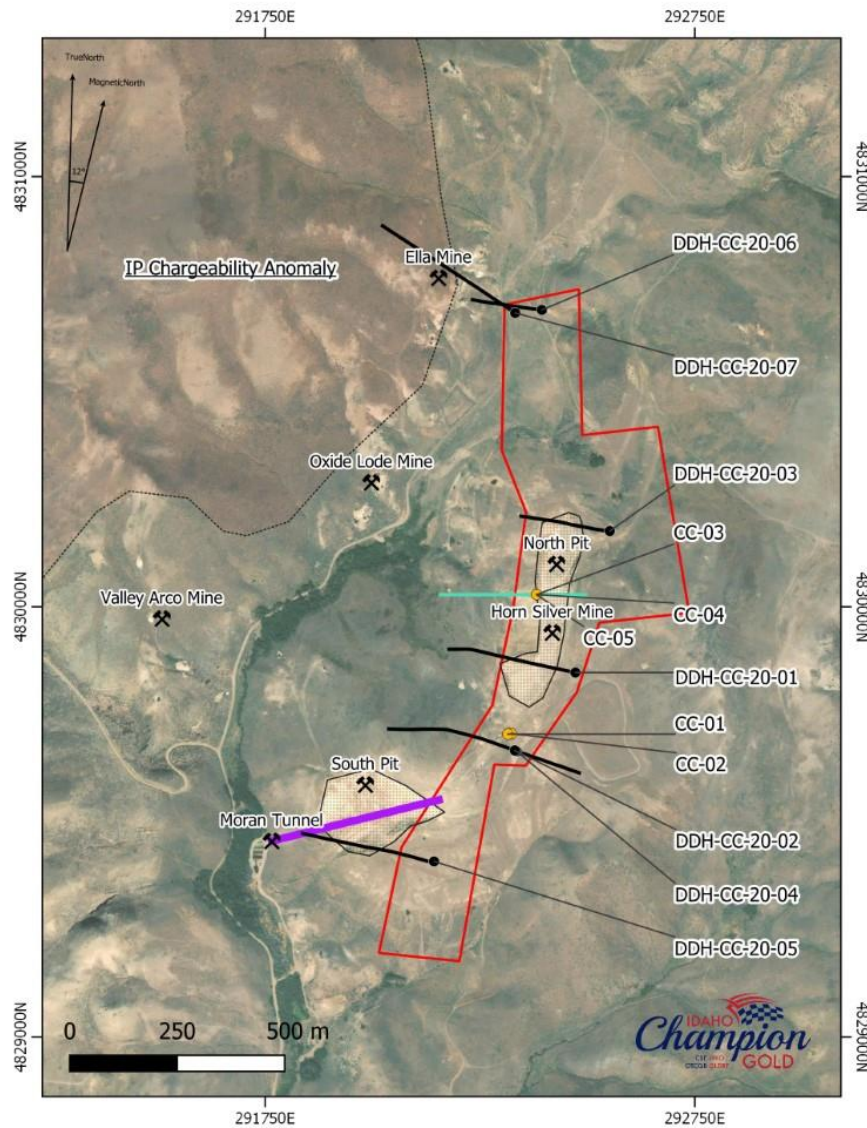 291750E
292750E
TrueNorth
MagneticNorth
12°
4831000N
4831000N
DDH-CC-20-06
Ella Mine
IP Chargeability Anomaly
DDH-CC-20-07
Oxide Lode Mine
DDH-CC-20-03
CC-03
North Pit
Valley Arco Mine
4830000N
4830000N
Horn Silver Mine
CC-04
CC-05
DDH-CC-20-01
CC-01
South Pit
CC-02
Moran Tunnel
DDH-CC-20-02
DDH-CC-20-04
DDH-CC-20-05
0 250 500 m
IDAHO
Champion
GOLD
4829000N
4829000N
291750E
292750E